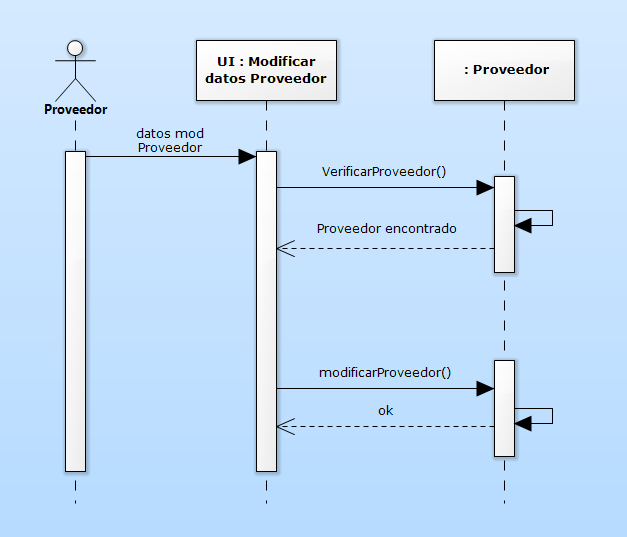 UI : Modificar
datos Proveedor
: Proveedor
Proveedor
datos mod
Proveedor
VerificarProveedor()
Proveedor encontrado
modificarProveedor()
ok